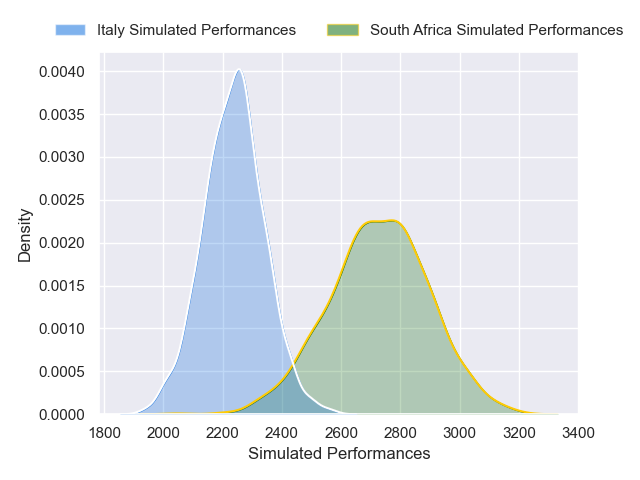 Italy Simulated Performances
South Africa Simulated Performances
0.0040
0.0035
0.0030
0.0025
0.0020
0.0015
0.0010
0.0005
0.0000
Density
1800 2000 2200 2400 2600 2800 3000 3200 3400
Simulated Performances